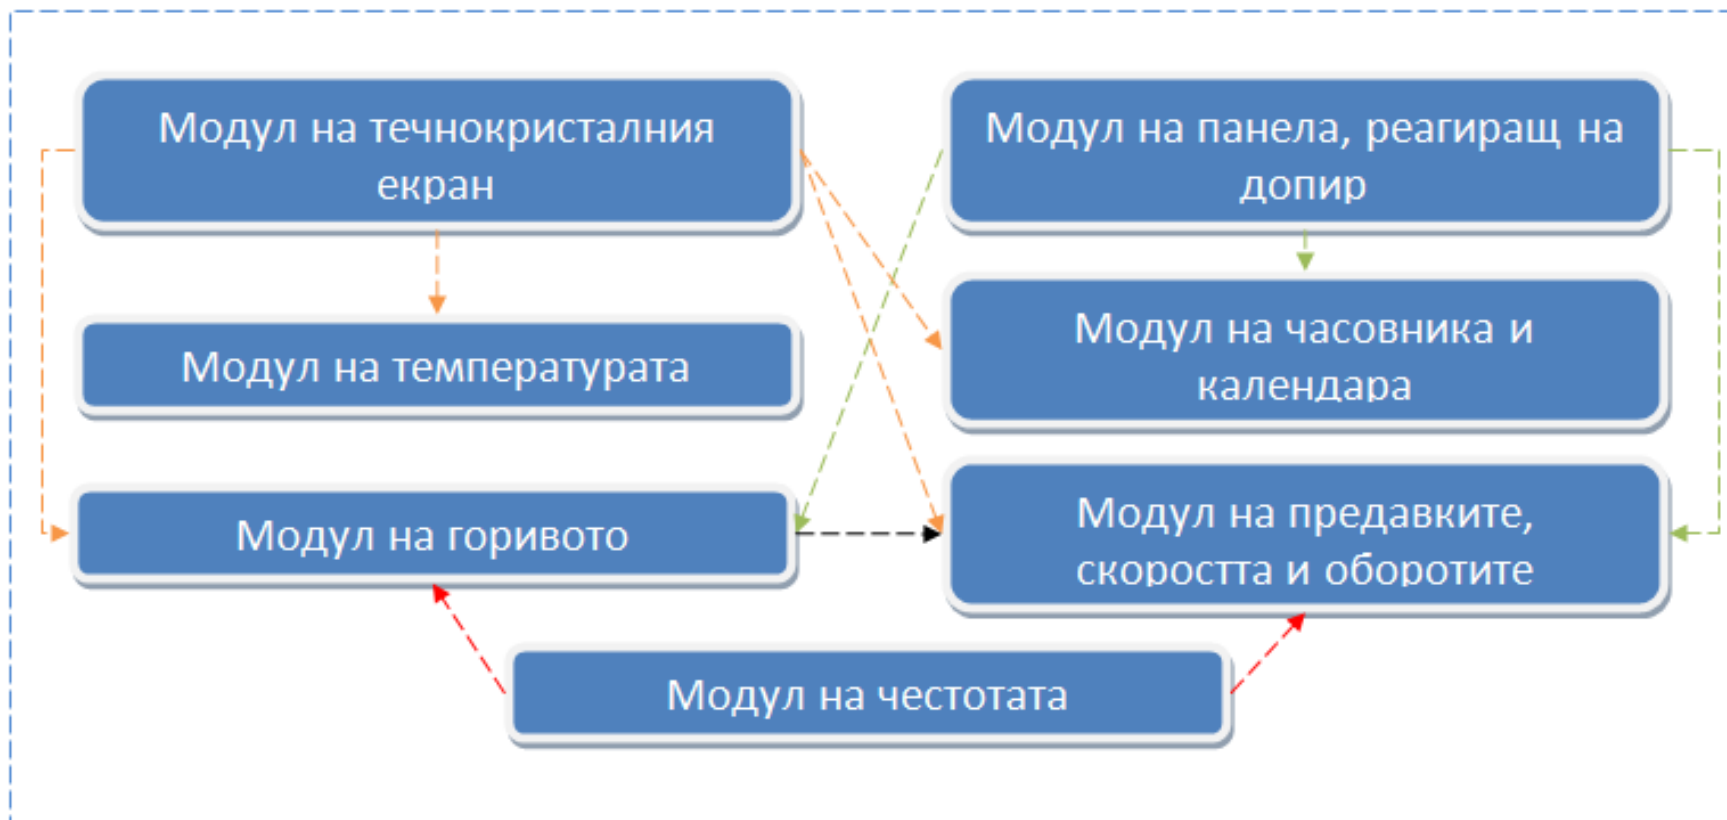 Модул на течнокристалния
екран
Модул на панела, реагиращ на
допир
Модул на температурата
Модул на часовника и
календара
Модул на горивото
Модул на предавките,
скоростта и оборотите
Модул на честотата